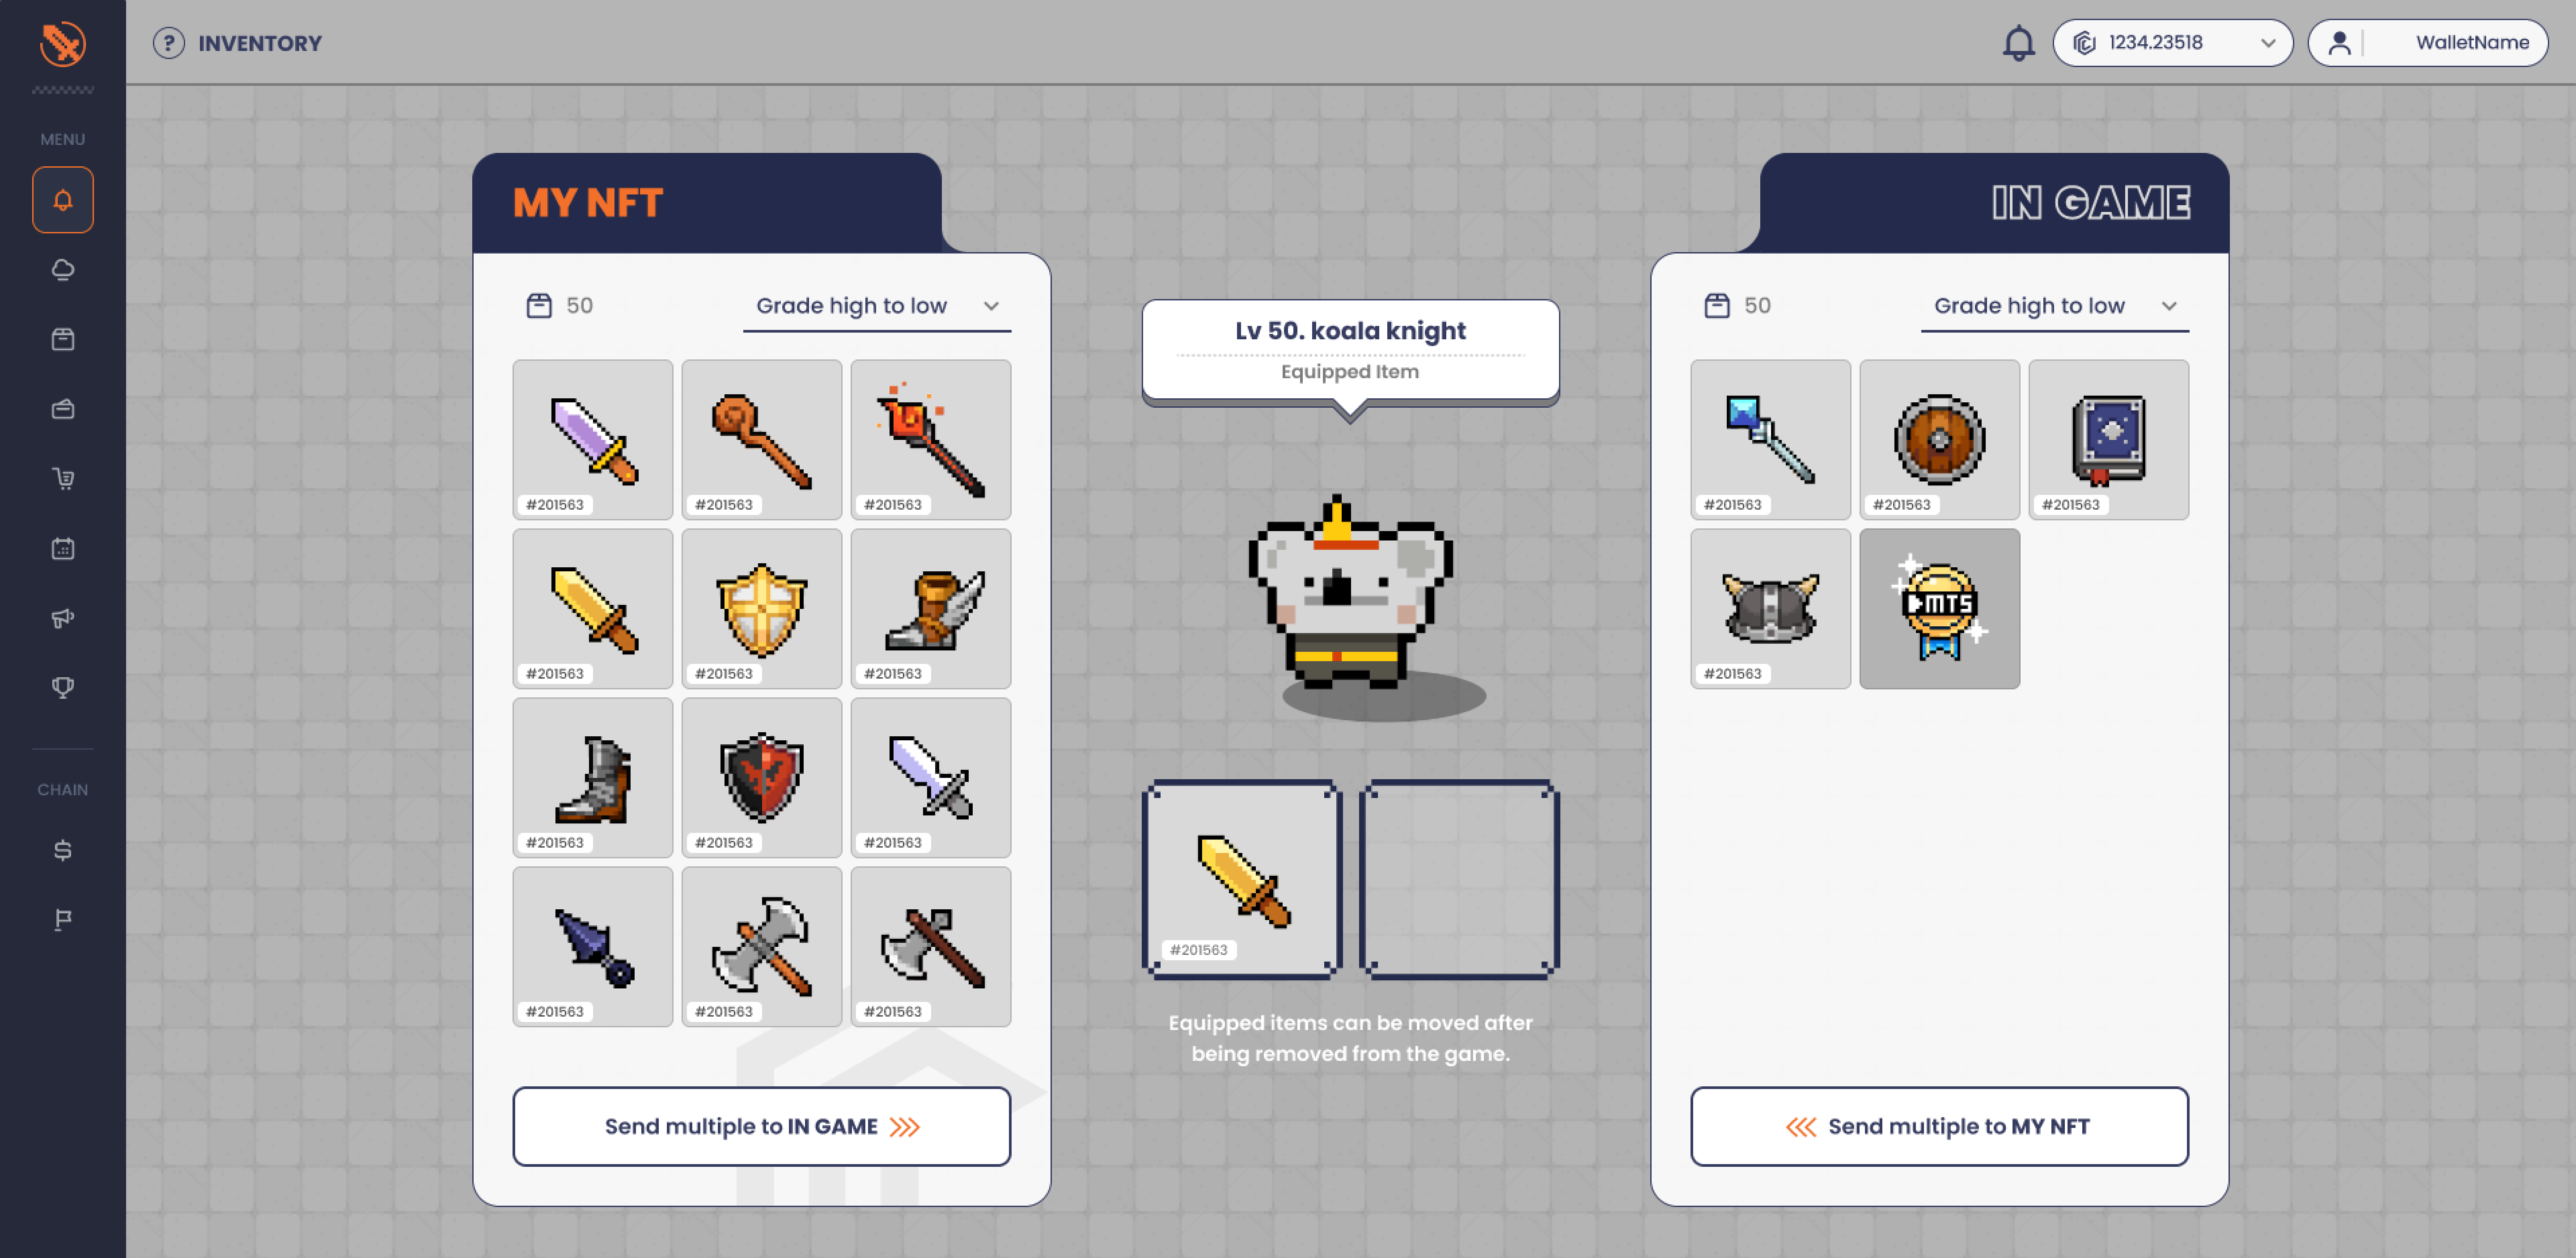 INVENTORY
1234.23518
WalletName
MENU
CHAIN
MY NFT
50
Grade high to low
#201563
#201563
#201563
#201563
#201563
#201563
#201563
#201563
#201563
#201563
#201563
#201563
Send multiple to IN GAME
Lv 50. koala knight
Equipped Item
#201563
Equipped items can be moved after
being removed from the game.
IN GAME
50
Grade high to low
#201563
#201563
#201563
#201563
MTS
Send multiple to MY NFT